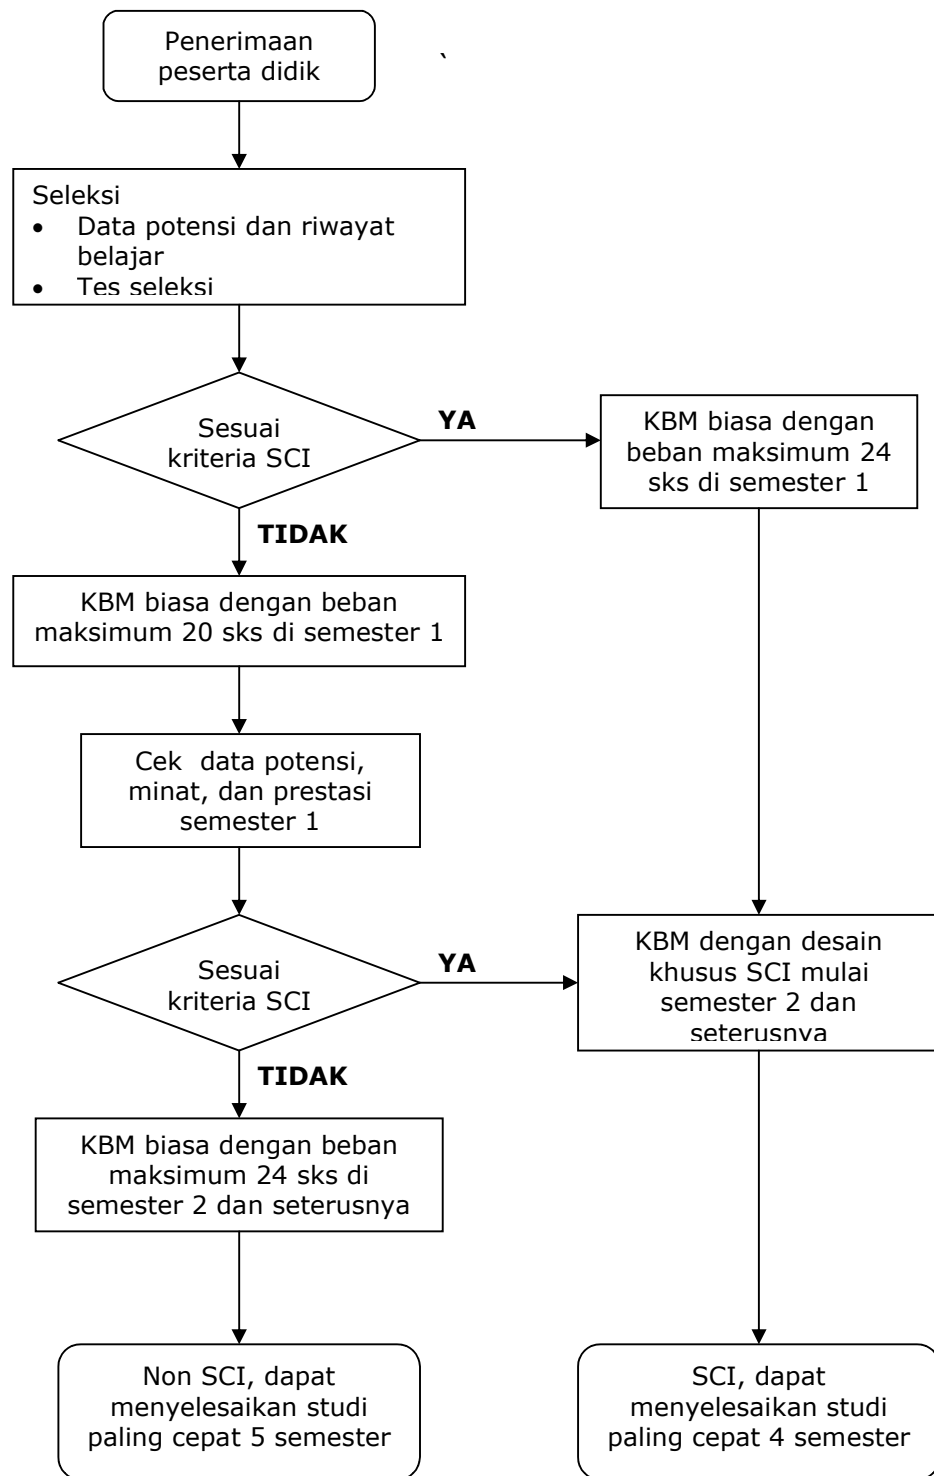 Penerimaan
peserta didik
`
Seleksi
• Data potensi dan riwayat
belajar
• Tes seleksi
Sesuai
kriteria SCI
YA
KBM biasa dengan
beban maksimum 24
sks di semester 1
TIDAK
KBM biasa dengan beban
maksimum 20 sks di semester 1
Cek data potensi,
minat, dan prestasi
semester 1
Sesuai
kriteria SCI
YA
KBM dengan desain
khusus SCI mulai
semester 2 dan
seterusnya
TIDAK
KBM biasa dengan beban
maksimum 24 sks di
semester 2 dan seterusnya
Non SCI, dapat
menyelesaikan studi
paling cepat 5 semester
SCI, dapat
menyelesaikan studi
paling cepat 4 semester